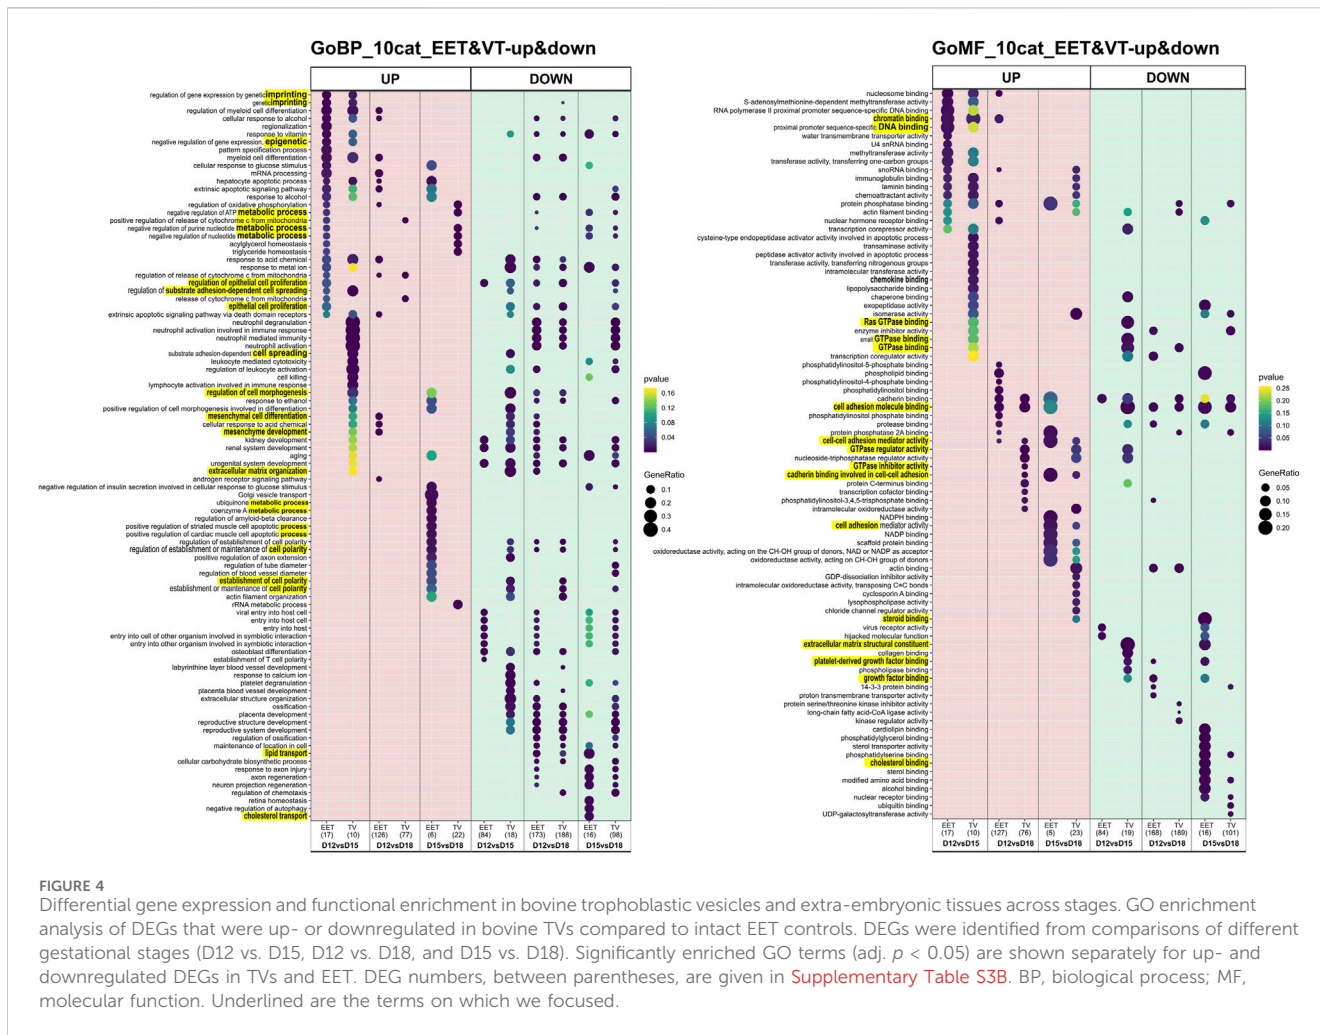 GoBP_10cat_EET&VT-up&down
UP
DOWN
regulation of gene expression by genetic imprinting
genetic imprinting
regulation of myeloid cell differentiation
cellular response to alcohol
regionalization
response to vitamin
negative regulation of gene expression, epigenetic
pattern specification process
myeloid cell differentiation
cellular response to glucose stimulus
mRNA processing
hepatocyte apoptotic process
extrinsic apoptotic signaling pathway
response to alcohol
regulation of oxidative phosphorylation
negative regulation of ATP metabolic process
positive regulation of release of cytochrome c from mitochondria
negative regulation of purine nucleotide metabolic process
negative regulation of nucleotide metabolic process
acylglycerol homeostasis
triglyceride homeostasis
response to acid chemical
response to metal ion
regulation of release of cytochrome c from mitochondria
regulation of epithelial cell proliferation
regulation of substrate adhesion-dependent cell spreading
release of cytochrome c from mitochondria
epithelial cell proliferation
extrinsic apoptotic signaling pathway via death domain receptors
neutrophil degranulation
neutrophil activation involved in immune response
neutrophil mediated immunity
neutrophil activation
substrate adhesion-dependent cell spreading
leukocyte mediated cytotoxicity
regulation of leukocyte activation
cell killing
lymphocyte activation involved in immune response
regulation of cell morphogenesis
response to ethanol
positive regulation of cell morphogenesis involved in differentiation
mesenchymal cell differentiation
cellular response to acid chemical
mesenchyme development
kidney development
renal system development
aging
urogenital system development
extracellular matrix organization
androgen receptor signaling pathway
negative regulation of insulin secretion involved in cellular response to glucose stimulus
Golgi vesicle transport
ubiquinone metabolic process
coenzyme A metabolic process
regulation of amyloid-beta clearance
positive regulation of striated muscle cell apoptotic process
positive regulation of cardiac muscle cell apoptotic process
regulation of establishment of cell polarity
regulation of establishment or maintenance of cell polarity
positive regulation of axon extension
regulation of tube diameter
regulation of blood vessel diameter
establishment of cell polarity
establishment or maintenance of cell polarity
actin filament organization
rRNA metabolic process
viral entry into host cell
entry into host cell
entry into host
entry into cell of other organism involved in symbiotic interaction
entry into other organism involved in symbiotic interaction
osteoblast differentiation
establishment of T cell polarity
labyrinthine layer blood vessel development
response to calcium ion
platelet degranulation
placenta blood vessel development
extracellular structure organization
ossification
placenta development
reproductive structure development
reproductive system development
regulation of ossification
maintenance of location in cell
lipid transport
cellular carbohydrate biosynthetic process
response to axon injury
axon regeneration
neuron projection regeneration
regulation of chemotaxis
retina homeostasis
negative regulation of autophagy
cholesterol transport
EET TV EET TV EET TV EET TV EET TV EET TV
(17) (10) (126) (77) (6) (22) (84) (18) (173) (188) (16) (98)
D12vsD15 D12vsD18 D15vsD18 D12vsD15 D12vsD18 D15vsD18
pvalue
0.16
0.12
0.08
0.04
GeneRatio
0.1
0.2
0.3
0.4
GoMF_10cat_EET&VT-up&down
UP
DOWN
nucleosome binding
S-adenosylmethionine-dependent methyltransferase activity
RNA polymerase II proximal promoter sequence-specific DNA binding
chromatin binding
proximal promoter sequence-specific DNA binding
water transmembrane transporter activity
U4 snRNA binding
methyltransferase activity
transferase activity, transferring one-carbon groups
snoRNA binding
immunoglobulin binding
laminin binding
chemoattractant activity
protein phosphatase binding
actin filament binding
nuclear hormone receptor binding
transcription corepressor activity
cysteine-type endopeptidase activator activity involved in apoptotic process
transaminase activity
peptidase activator activity involved in apoptotic process
transferase activity, transferring nitrogenous groups
intramolecular transferase activity
chemokine binding
lipopolysaccharide binding
chaperone binding
exopeptidase activity
isomerase activity
Ras GTPase binding
enzyme inhibitor activity
small GTPase binding
GTPase binding
transcription coregulator activity
phosphatidylinositol-5-phosphate binding
phospholipid binding
phosphatidylinositol-4-phosphate binding
phosphatidylinositol binding
cadherin binding
cell adhesion molecule binding
phosphatidylinositol phosphate binding
protease binding
protein phosphatase 2A binding
cell-cell adhesion mediator activity
GTPase regulator activity
nucleoside-triphosphatase regulator activity
GTPase inhibitor activity
cadherin binding involved in cell-cell adhesion
protein C-terminus binding
transcription cofactor binding
phosphatidylinositol-3,4,5-trisphosphate binding
intramolecular oxidoreductase activity
NADPH binding
cell adhesion mediator activity
NADP binding
scaffold protein binding
oxidoreductase activity, acting on the CH-OH group of donors, NAD or NADP as acceptor
oxidoreductase activity, acting on CH-OH group of donors
actin binding
GDP-dissociation inhibitor activity
intramolecular oxidoreductase activity, transposing C=C bonds
cyclosporin A binding
lysophospholipase activity
chloride channel regulator activity
steroid binding
virus receptor activity
hijacked molecular function
extracellular matrix structural constituent
collagen binding
platelet-derived growth factor binding
phospholipase binding
growth factor binding
14-3-3 protein binding
proton transmembrane transporter activity
protein serine/threonine kinase inhibitor activity
long-chain fatty acid-CoA ligase activity
kinase regulator activity
cardiolipin binding
phosphatidylglycerol binding
sterol transporter activity
phosphatidylserine binding
cholesterol binding
sterol binding
modified amino acid binding
alcohol binding
nuclear receptor binding
ubiquitin binding
UDP-galactosyltransferase activity
EET TV EET TV EET TV EET TV EET TV EET TV
(17) (10) (127) (76) (5) (23) (84) (19) (168) (189) (16) (101)
D12vsD15 D12vsD18 D15vsD18 D12vsD15 D12vsD18 D15vsD18
pvalue
0.25
0.20
0.15
0.10
0.05
GeneRatio
0.05
0.10
0.15
0.20
FIGURE 4
Differential gene expression and functional enrichment in bovine trophoblastic vesicles and extra-embryonic tissues across stages. GO enrichment
analysis of DEGs that were up- or downregulated in bovine TVs compared to intact EET controls. DEGs were identified from comparisons of different
gestational stages (D12 vs. D15, D12 vs. D18, and D15 vs. D18). Significantly enriched GO terms (adj. p < 0.05) are shown separately for up- and
downregulated DEGs in TVs and EET. DEG numbers, between parentheses, are given in Supplementary Table S3B. BP, biological process; MF,
molecular function. Underlined are the terms on which we focused.